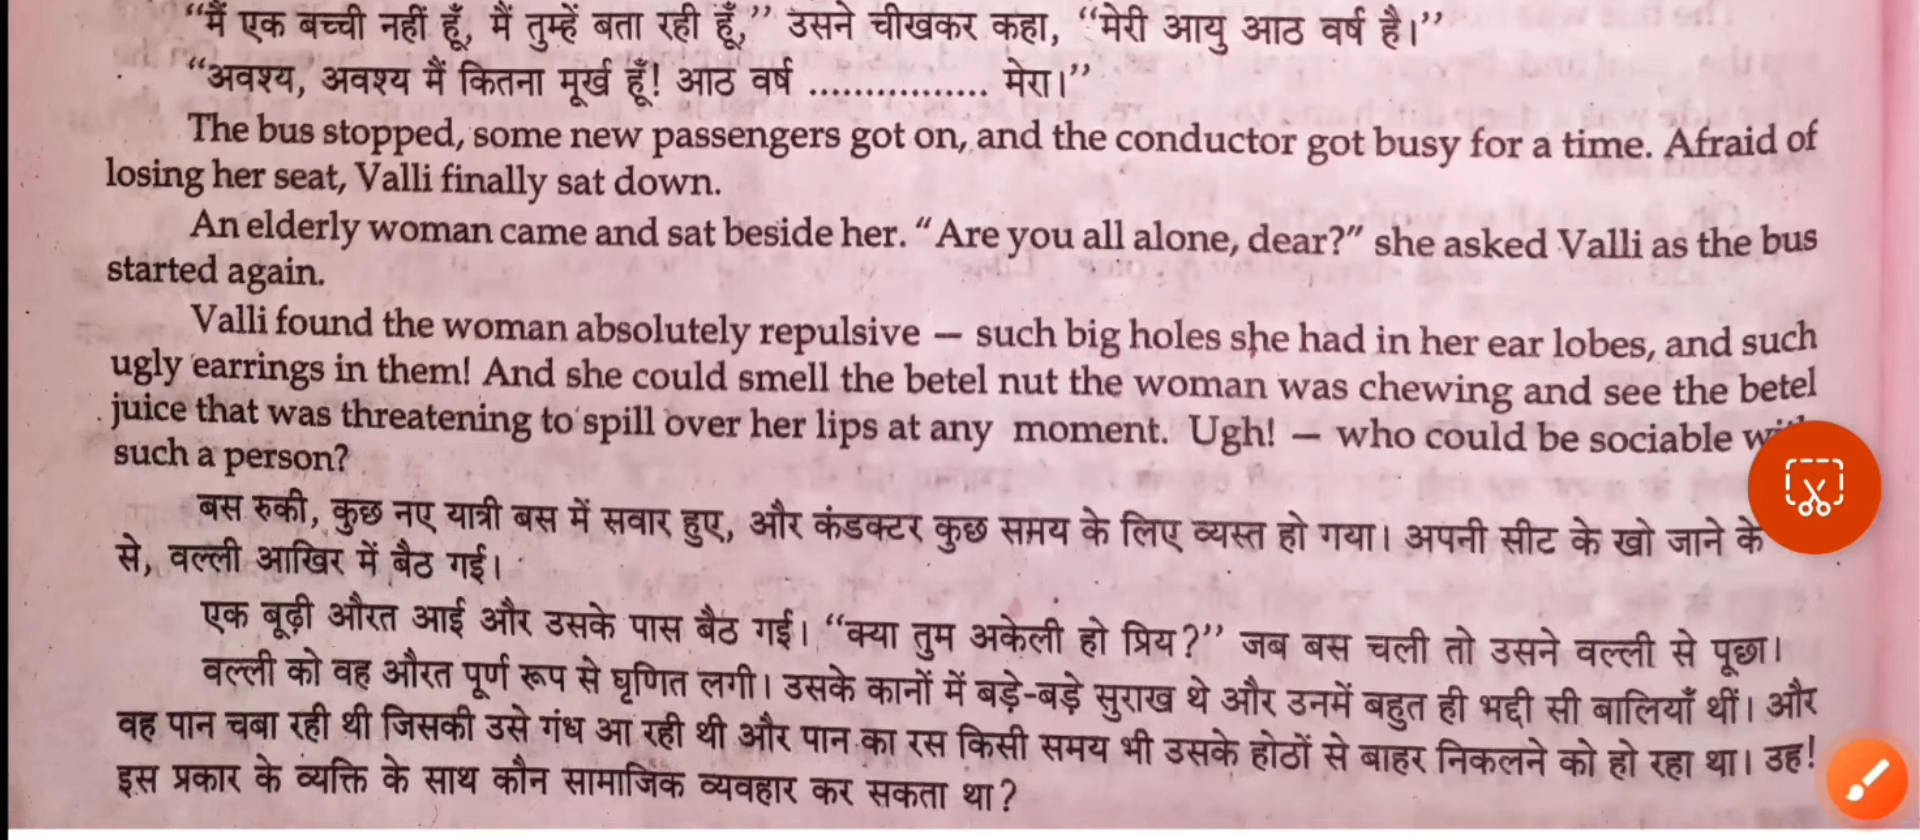 “मैं एक बच्ची नहीं हूँ, मैं तुम्हें बता रही हूँ,” उसने चीखकर कहा, “मेरी आयु आठ वर्ष है।”
“अवश्य, अवश्य मैं कितना मूर्ख हूँ! आठ वर्ष ................ मेरा।”
The bus stopped, some new passengers got on, and the conductor got busy for a time. Afraid of
losing her seat, Valli finally sat down.
An elderly woman came and sat beside her. “Are you all alone, dear?” she asked Valli as the bus
started again.
Valli found the woman absolutely repulsive — such big holes she had in her ear lobes, and such
ugly earrings in them! And she could smell the betel nut the woman was chewing and see the betel
juice that was threatening to spill over her lips at any moment. Ugh! — who could be sociable
such a person?
बस रुकी, कुछ नए यात्री बस में सवार हुए, और कंडक्टर कुछ समय के लिए व्यस्त हो गया। अपनी सीट के खो जाने के
से, वल्ली आखिर में बैठ गई।
एक बूढ़ी औरत आई और उसके पास बैठ गई। “क्या तुम अकेली हो प्रिय?” जब बस चली तो उसने वल्ली से पूछा।
वल्ली को वह औरत पूर्ण रूप से घृणित लगी। उसके कानों में बड़े-बड़े सुराख थे और उनमें बहुत ही भद्दी सी बालियाँ थीं। और
वह पान चबा रही थी जिसकी उसे गंध आ रही थी और पान का रस किसी समय भी उसके होठों से बाहर निकलने को हो रहा था। उह!
इस प्रकार के व्यक्ति के साथ कौन सामाजिक व्यवहार कर सकता था?